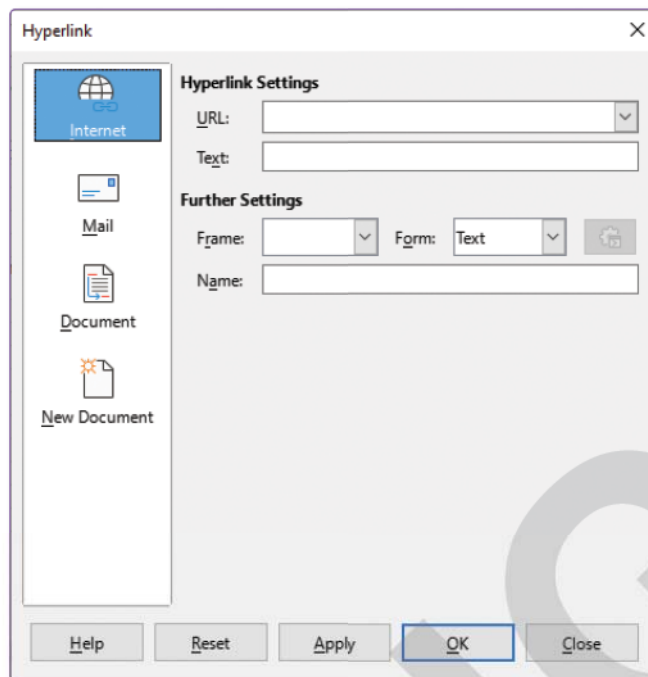 Hyperlink
Internet
Mail
Document
New Document
Hyperlink Settings
URL:
Text:
Further Settings
Frame: Form: Text
Name:
Help Reset Apply OK Close